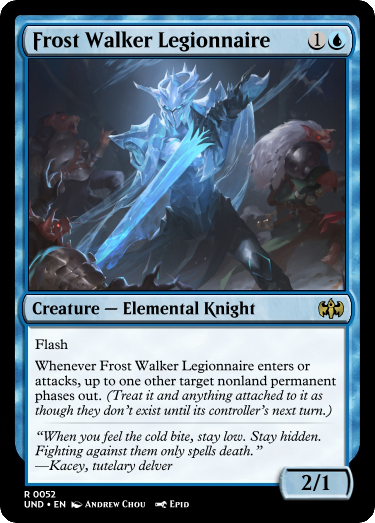 Frost Walker Legionnaire 1
Creature — Elemental Knight
Flash
Whenever Frost Walker Legionnaire enters or
attacks, up to one other target nonland permanent
phases out. (Treat it and anything attached to it as
though they don't exist until its controller's next turn.)
"When you feel the cold bite, stay low. Stay hidden.
Fighting against them only spells death."
—Kacey, tutelary delver
2/1
R 0052
UND • EN Andrew Chou Epid